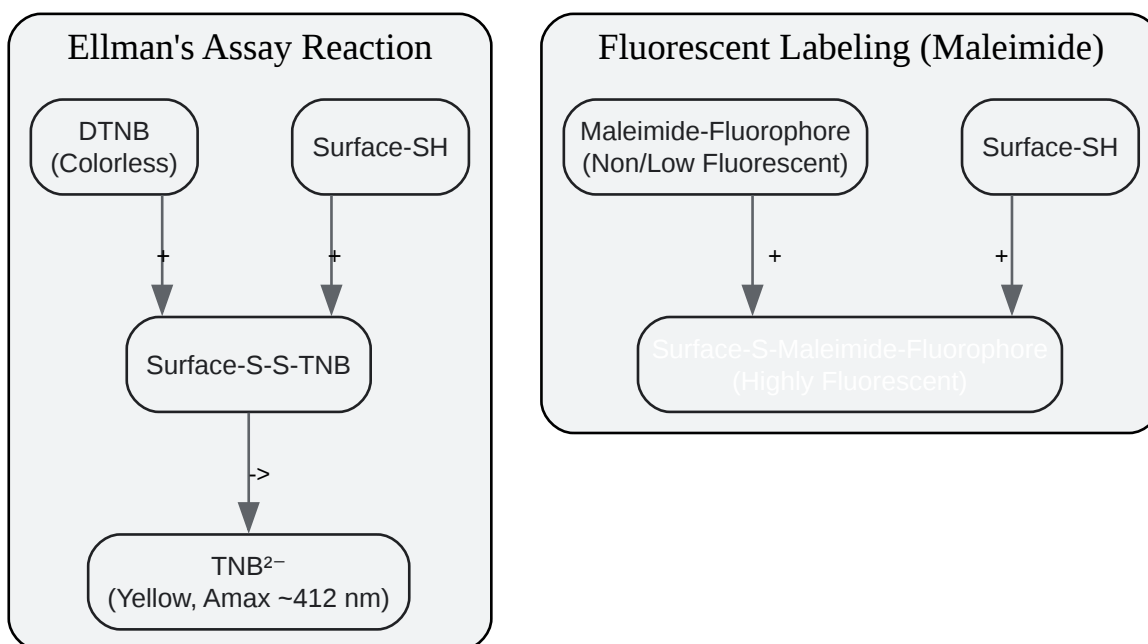 Ellman's Assay Reaction
DTNB
(Colorless)
Surface-SH
+
+
Surface-S-S-TNB
->
TNB²⁻
(Yellow, Amax ~412 nm)
Fluorescent Labeling (Maleimide)
Maleimide-Fluorophore
(Non/Low Fluorescent)
Surface-SH
+
+
Surface-S-Maleimide-Fluorophore
(Highly Fluorescent)